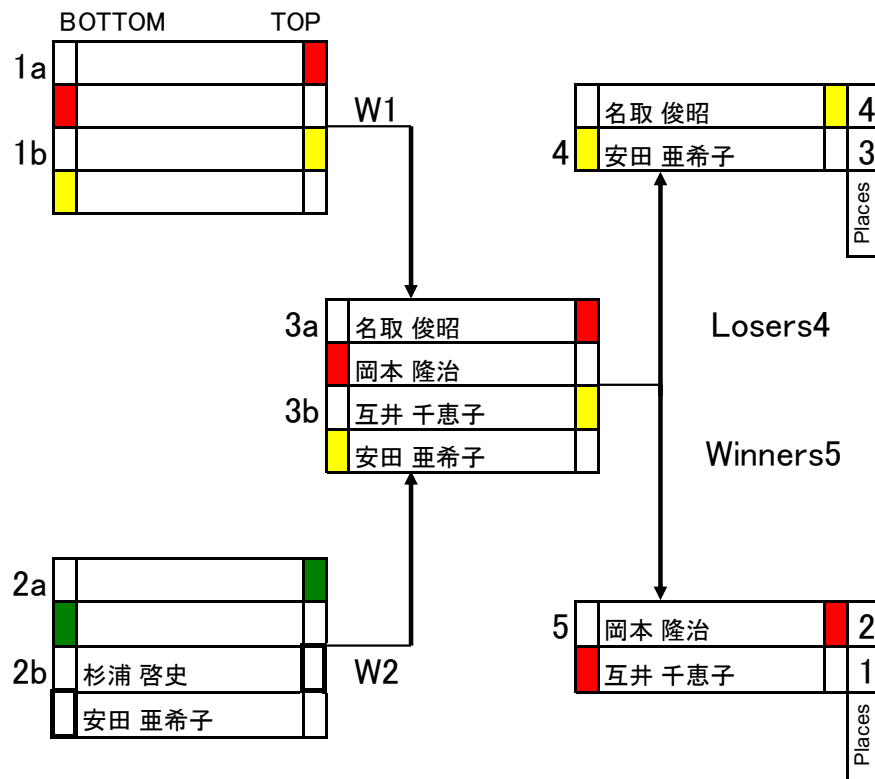 BOTTOM TOP
1a
W1
1b
名取 俊昭 4
4 安田 亜希子 3
Places
3a 名取 俊昭
岡本 隆治
3b 互井 千恵子
安田 亜希子
Losers4
Winners5
2a
2b 杉浦 啓史 W2
安田 亜希子
5 岡本 隆治 2
互井 千恵子 1
Places